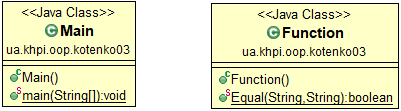 <<Java Class>>
Main
ua.khpi.oop.kotenko03
Main()
main(String[]):void
<<Java Class>>
Function
ua.khpi.oop.kotenko03
Function()
Equal(String,String):boolean